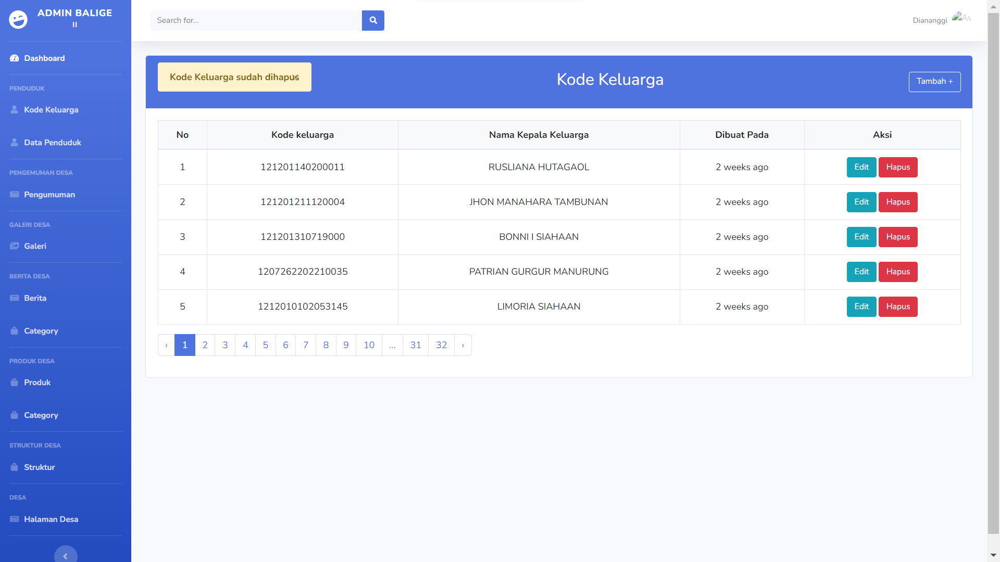 ADMIN BALIGE
II
Dashboard
PENDUDUK
Kode Keluarga
Data Penduduk
PENGEMUMAN DESA
Pengumuman
GALERI DESA
Galeri
BERITA DESA
Berita
Category
PRODUK DESA
Produk
Category
STRUKTUR DESA
Struktur
DESA
Halaman Desa
Search for...
Diananggi
Kode Keluarga sudah dihapus ×
Kode Keluarga
Tambah +
No Kode keluarga Nama Kepala Keluarga Dibuat Pada Aksi
1 121201140200011 RUSLIANA HUTAGAOL 2 weeks ago Edit Hapus
2 121201211120004 JHON MANAHARA TAMBUNAN 2 weeks ago Edit Hapus
3 121201310719000 BONNI I SIAHAAN 2 weeks ago Edit Hapus
4 1207262202210035 PATRIAN GURGUR MANURUNG 2 weeks ago Edit Hapus
5 1212010102053145 LIMORIA SIAHAAN 2 weeks ago Edit Hapus
‹ 1 2 3 4 5 6 7 8 9 10 ... 31 32 ›